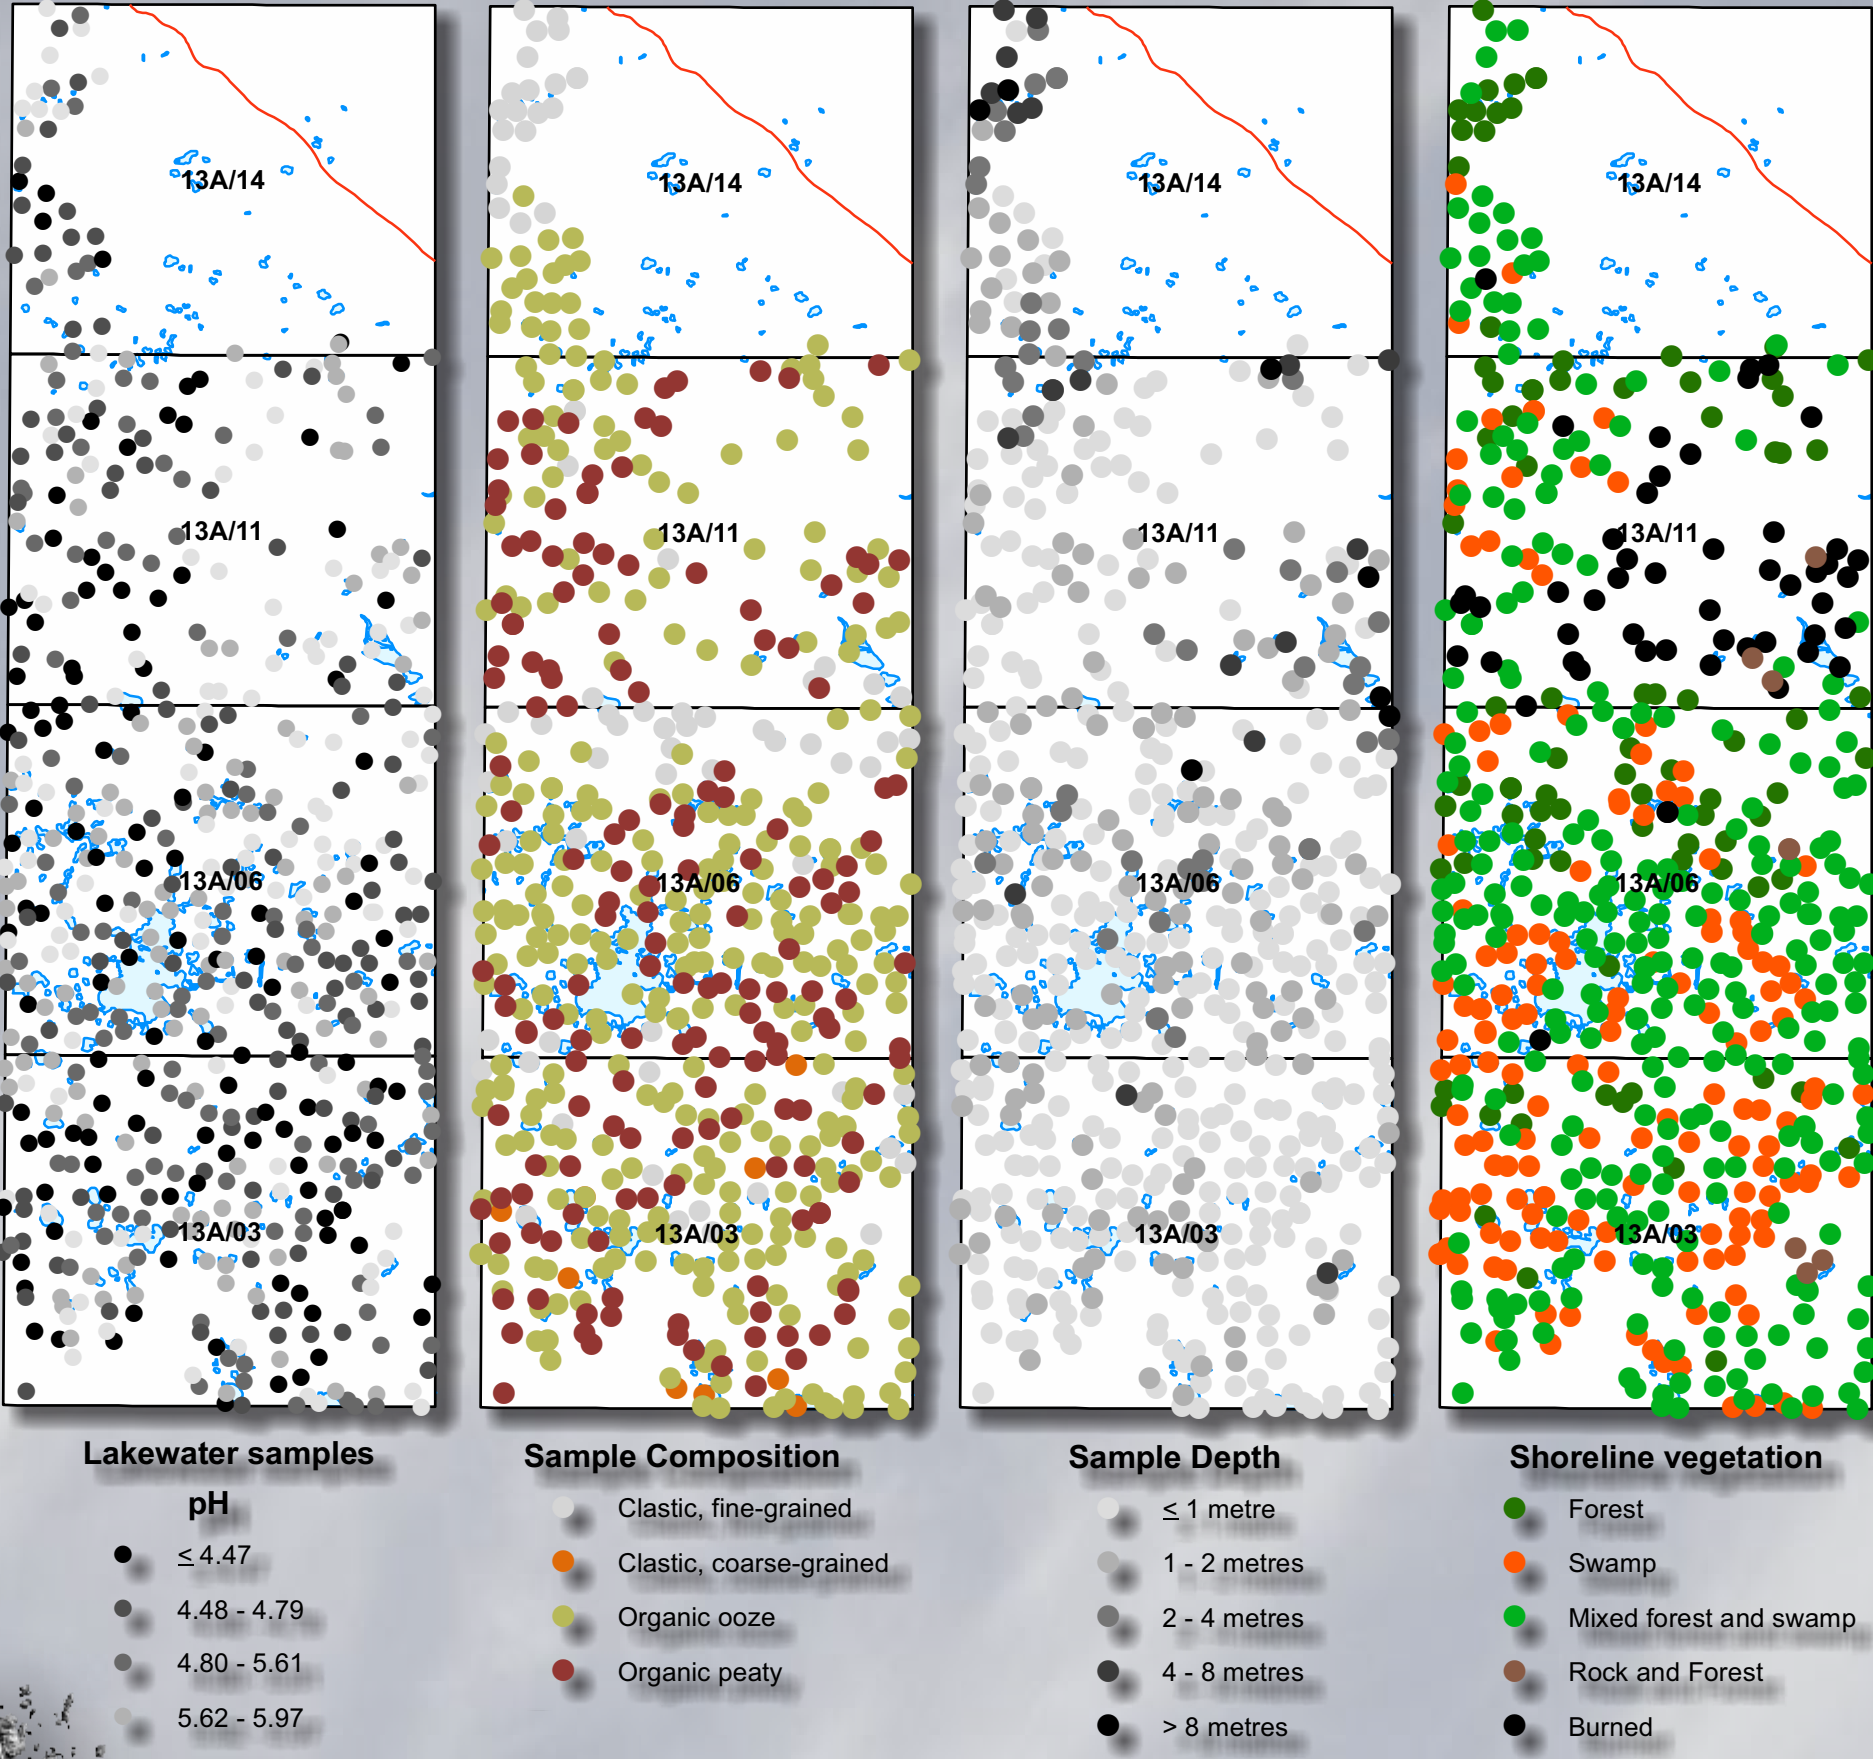 13A/14 13A/14 13A/14 13A/14
13A/11 13A/11 13A/11 13A/11
13A/06 13A/06 13A/06 13A/06
13A/03 13A/03 13A/03 13A/03
Lakewater samples
pH
≤ 4.47
4.48 - 4.79
4.80 - 5.61
5.62 - 5.97
Sample Composition
Clastic, fine-grained
Clastic, coarse-grained
Organic ooze
Organic peaty
Sample Depth
≤ 1 metre
1 - 2 metres
2 - 4 metres
4 - 8 metres
> 8 metres
Shoreline vegetation
Forest
Swamp
Mixed forest and swamp
Rock and Forest
Burned